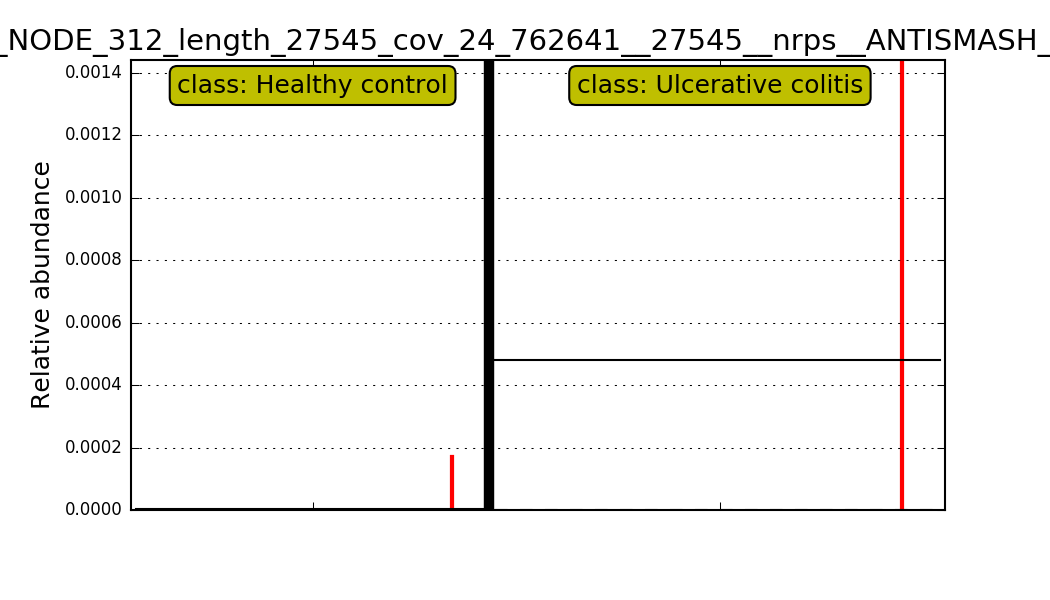 _NODE_312_length_27545_cov_24_762641__27545__nrps__ANTISMASH_
class: Healthy control
class: Ulcerative colitis
Relative abundance
0.0014
0.0012
0.0010
0.0008
0.0006
0.0004
0.0002
0.0000